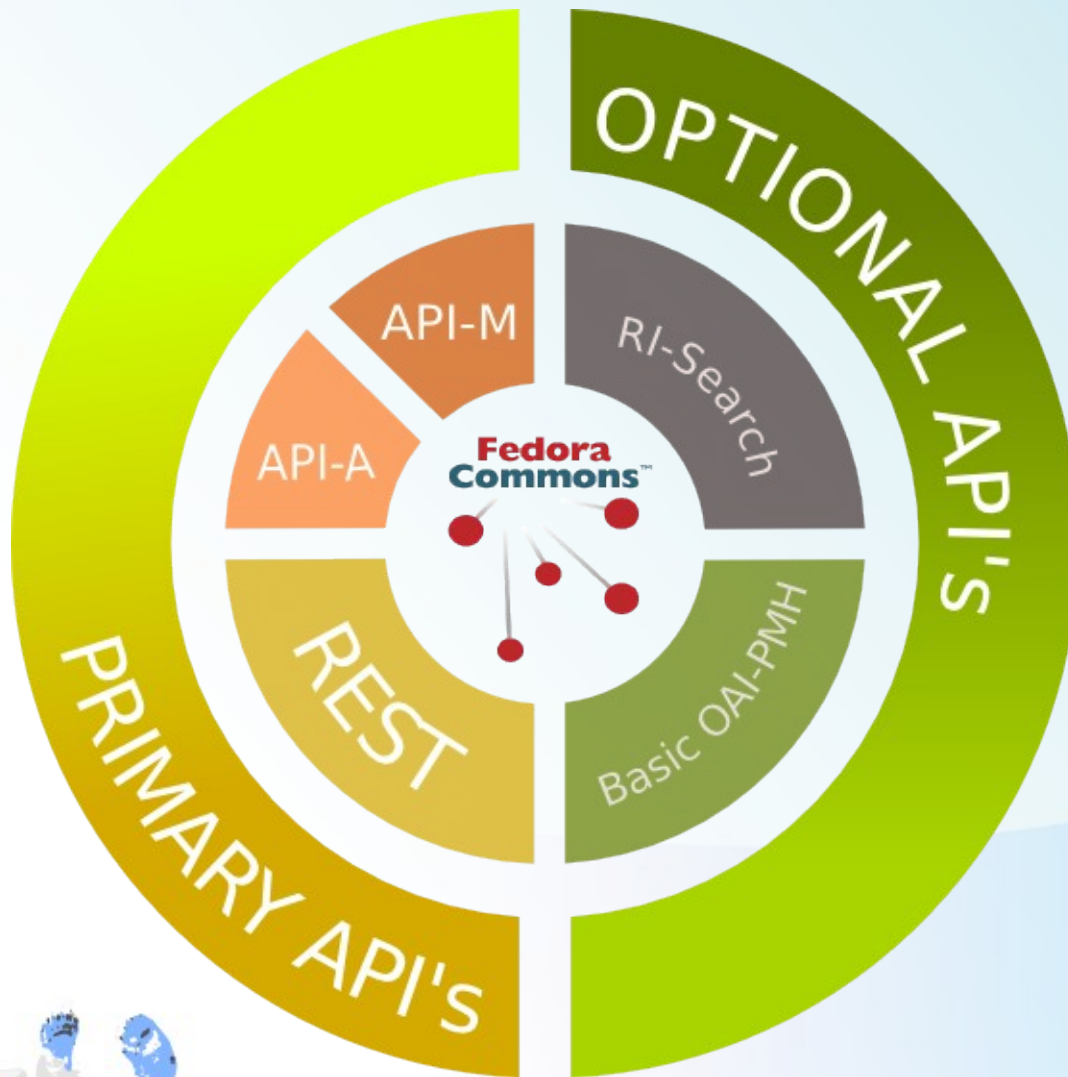 OPTIONAL API's
API-M
RI-Search
API-A
Fedora
Commons™
REST
Basic OAI-PMH
PRIMARY API's